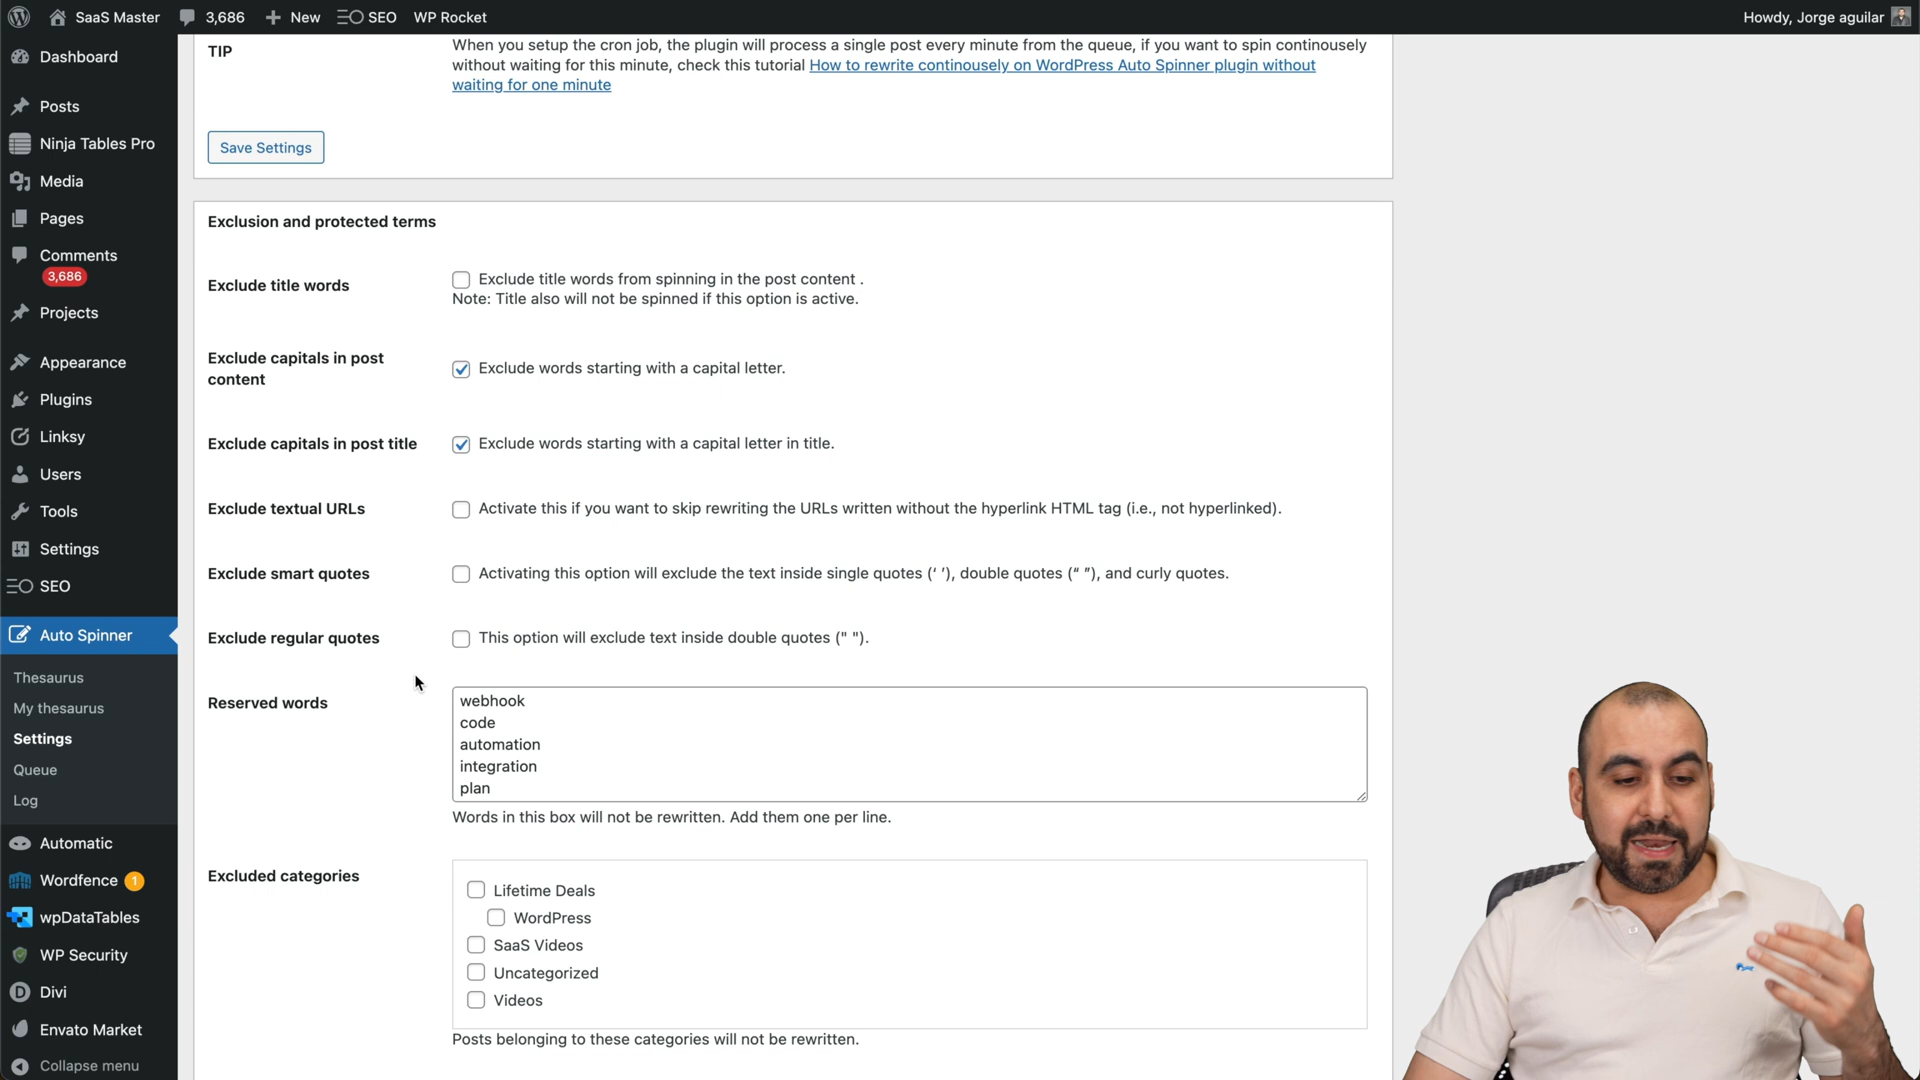 SaaS Master 3,686 New SEO WP Rocket Howdy, Jorge aguilar
Dashboard
Posts
Ninja Tables Pro
Media
Pages
Comments
3,686
Projects
Appearance
Plugins
Linksy
Users
Tools
Settings
SEO
Auto Spinner
Thesaurus
My thesaurus
Settings
Queue
Log
Automatic
Wordfence 1
wpDataTables
WP Security
Divi
Envato Market
Collapse menu
TIP
When you setup the cron job, the plugin will process a single post every minute from the queue, if you want to spin continousely
without waiting for this minute, check this tutorial How to rewrite continousely on WordPress Auto Spinner plugin without
waiting for one minute
Save Settings
Exclusion and protected terms
Exclude title words
Exclude title words from spinning in the post content .
Note: Title also will not be spinned if this option is active.
Exclude capitals in post
content
Exclude words starting with a capital letter.
Exclude capitals in post title
Exclude words starting with a capital letter in title.
Exclude textual URLs
Activate this if you want to skip rewriting the URLs written without the hyperlink HTML tag (i.e., not hyperlinked).
Exclude smart quotes
Activating this option will exclude the text inside single quotes (‘ ’), double quotes (“ ”), and curly quotes.
Exclude regular quotes
This option will exclude text inside double quotes (" ").
Reserved words
webhook
code
automation
integration
plan
Words in this box will not be rewritten. Add them one per line.
Excluded categories
Lifetime Deals
WordPress
SaaS Videos
Uncategorized
Videos
Posts belonging to these categories will not be rewritten.